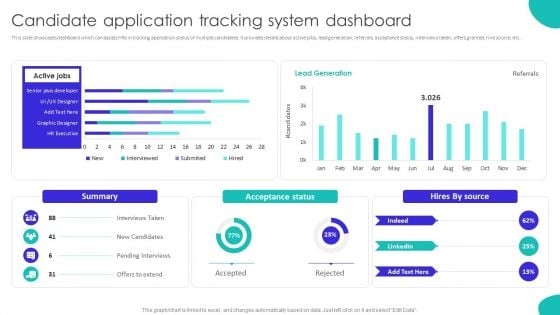 Candidate application tracking system dashboard
This slide showcases dashboard which can assist HRs in tracking application status of multiple candidates. It provides details about active jobs, lead generation, referrals, acceptance status, interviews taken, offers granted, hire source, etc.
Active jobs
Senior java developer
UI/UX Designer
Add Text Here
Graphic Designer
HR Executive
0 2 4 6 8 10 12 14 16 18 20 22 24 26 28
New Interviewed Submited Hired
Lead Generation
Referrals
#candidates
4k
3k
2k
1k
0k
3.026
Jan Feb Mar Apr May Jun Jul Aug Sep Oct Nov Dec
Summary
88 Interviews Taken
41 New Candidates
6 Pending Interviews
31 Offers to extend
Acceptance status
77%
Accepted
23%
Rejected
Hires By source
Indeed 62%
LinkedIn 25%
Add Text Here 13%
This graph/chart is linked to excel, and changes automatically based on data. Just left click on it and select "Edit Data".